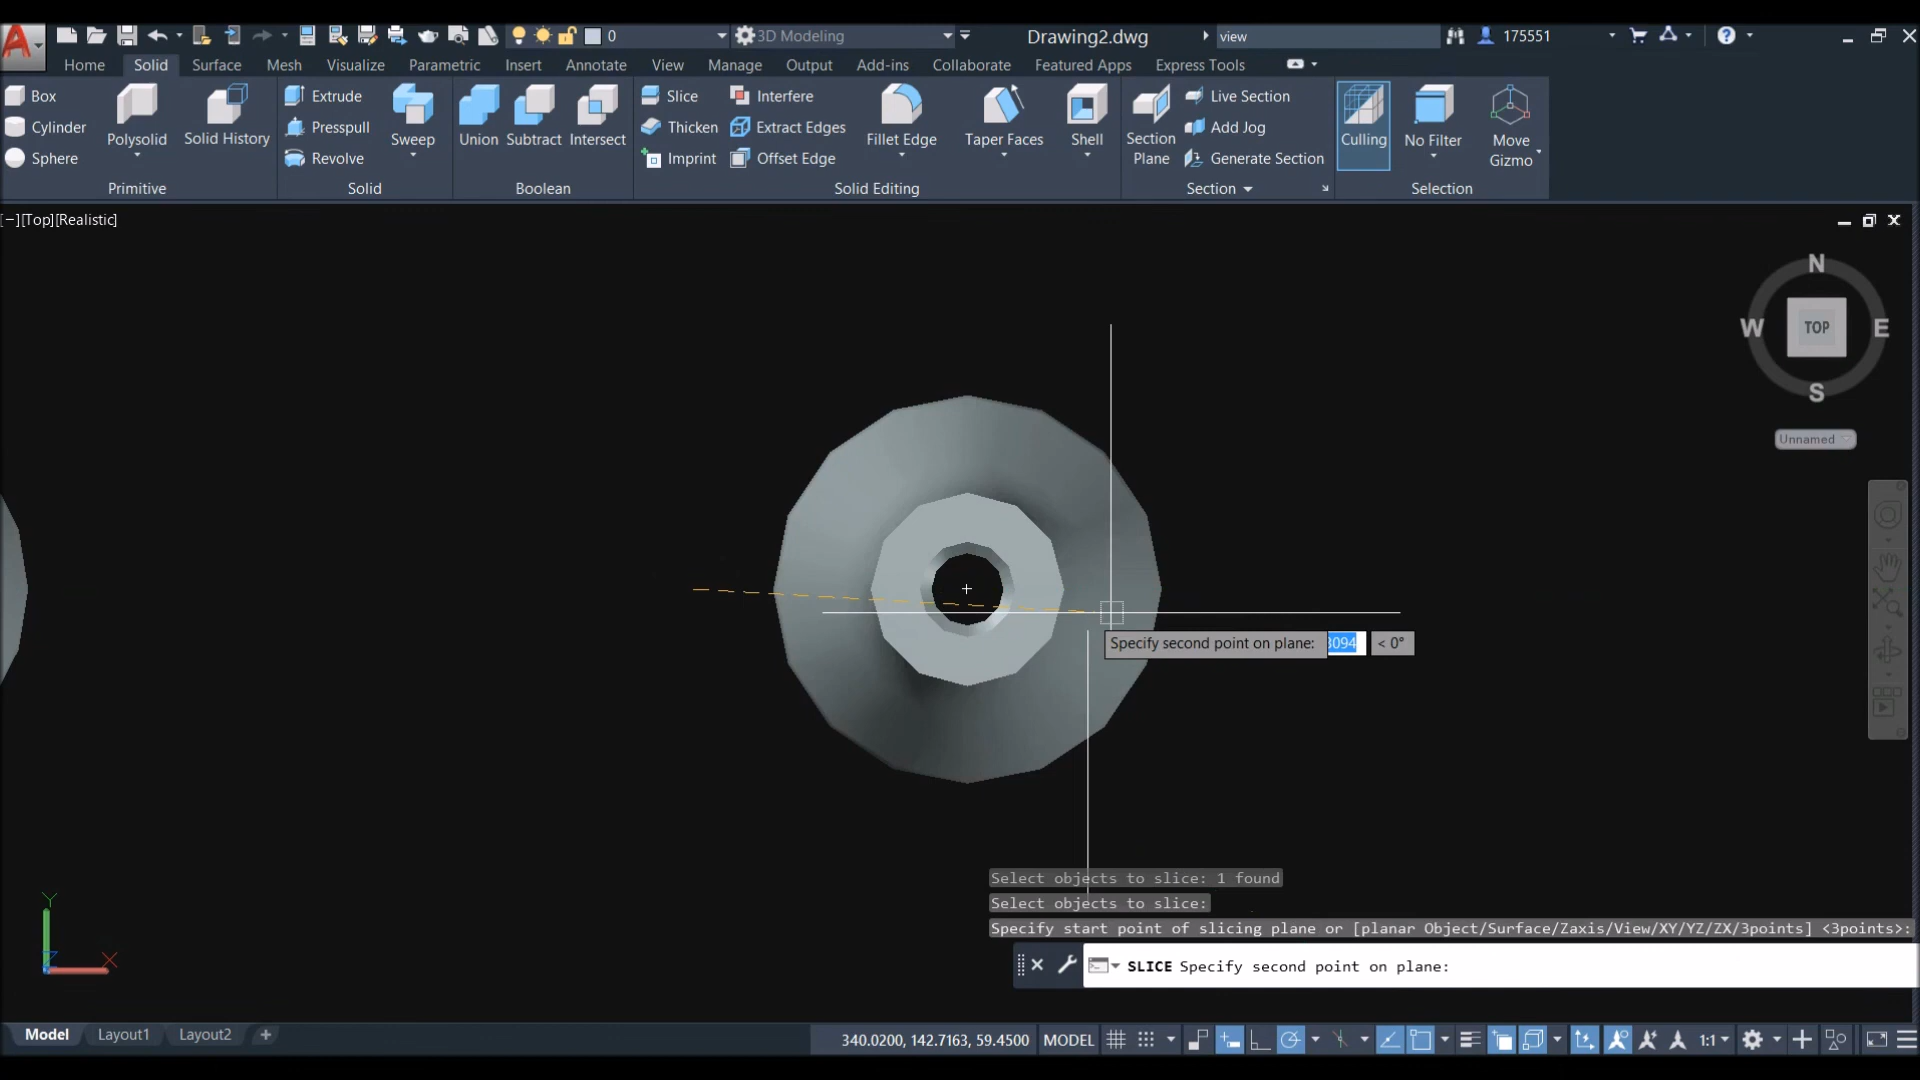 0 3D Modeling Drawing2.dwg view 175551
Home Solid Surface Mesh Visualize Parametric Insert Annotate View Manage Output Add-ins Collaborate Featured Apps Express Tools
Box Extrude Slice Interfere Live Section
Cylinder Presspull Thicken Extract Edges Add Jog
Polysolid Solid History Sweep Union Subtract Intersect Fillet Edge Taper Faces Shell Section Plane Culling No Filter Move Gizmo
Sphere Revolve Imprint Offset Edge Generate Section
Primitive Solid Boolean Solid Editing Section Selection
[−][Top][Realistic]
N
W TOP E
S
Unnamed
Specify second point on plane: 3094 < 0°
Select objects to slice: 1 found
Select objects to slice:
Specify start point of slicing plane or [planar Object/Surface/Zaxis/View/XY/YZ/ZX/3points] <3points>:
SLICE Specify second point on plane:
Y
X
Model Layout1 Layout2 + 340.0200, 142.7163, 59.4500 MODEL 1:1